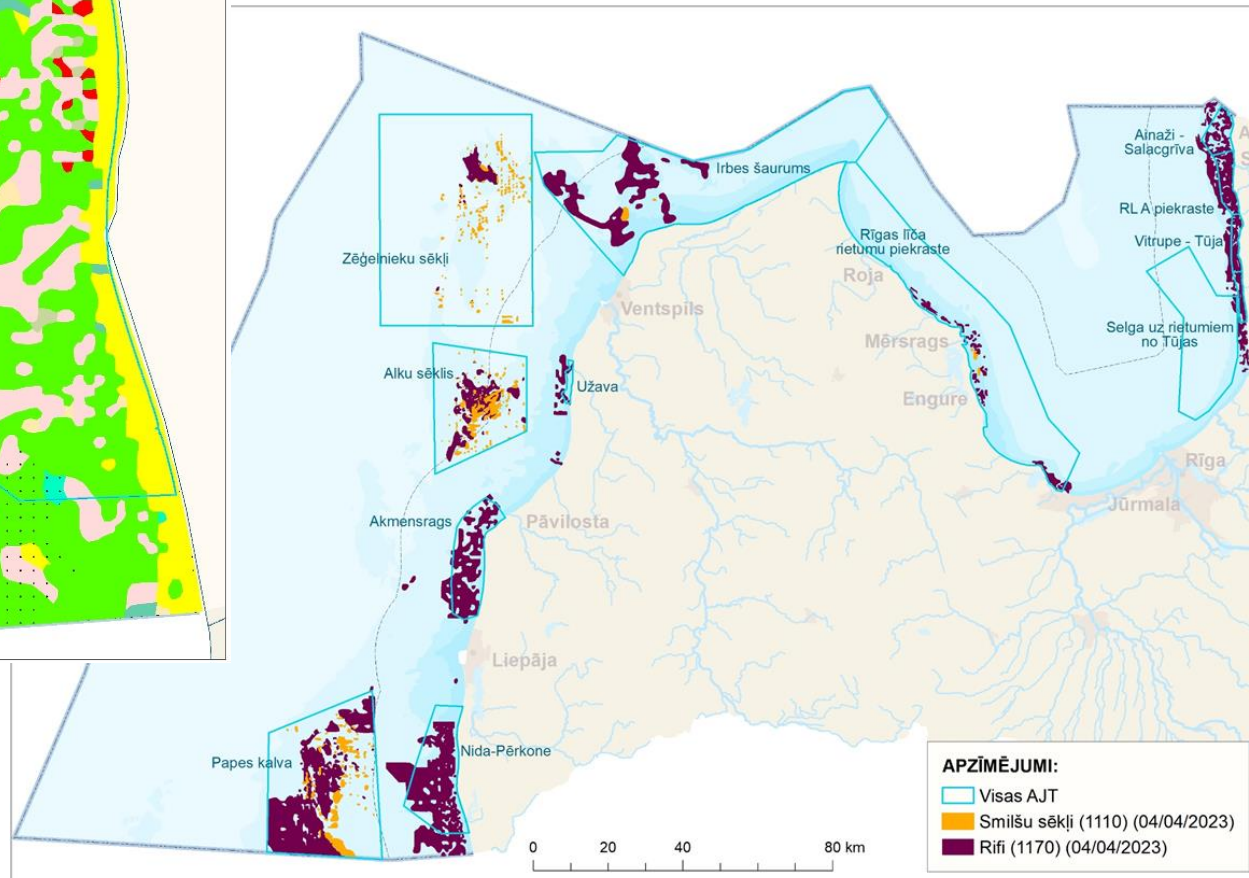 Ainaži -
Salacgrīva
Irbes šaurums
RL A piekraste
Rīgas līča
rietumu piekraste
Vitrupe - Tūja
Zēģelnieku sēkļi
Roja
Ventspils
Selga uz rietumiem
no Tūjas
Mērsrags
Alku sēklis
Užava
Engure
Rīga
Jūrmala
Akmensrags
Pāvilosta
Liepāja
Nida-Pērkone
Papes kalva
APZĪMĒJUMI:
Visas AJT
Smilšu sēkļi (1110) (04/04/2023)
Rifi (1170) (04/04/2023)
0 20 40 80 km